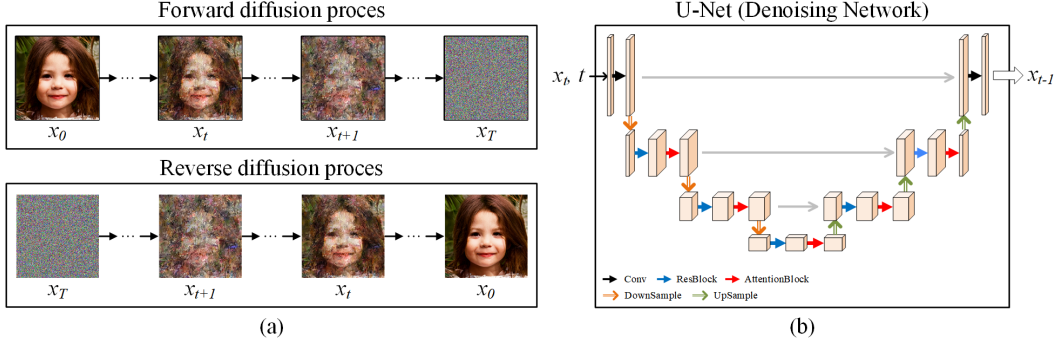 Forward diffusion proces
... ... ...
x0 xt xt+1 xT
Reverse diffusion proces
... ... ...
xT xt+1 xt x0
(a)
U-Net (Denoising Network)
xt, t
xt-1
Conv ResBlock AttentionBlock
DownSample UpSample
(b)